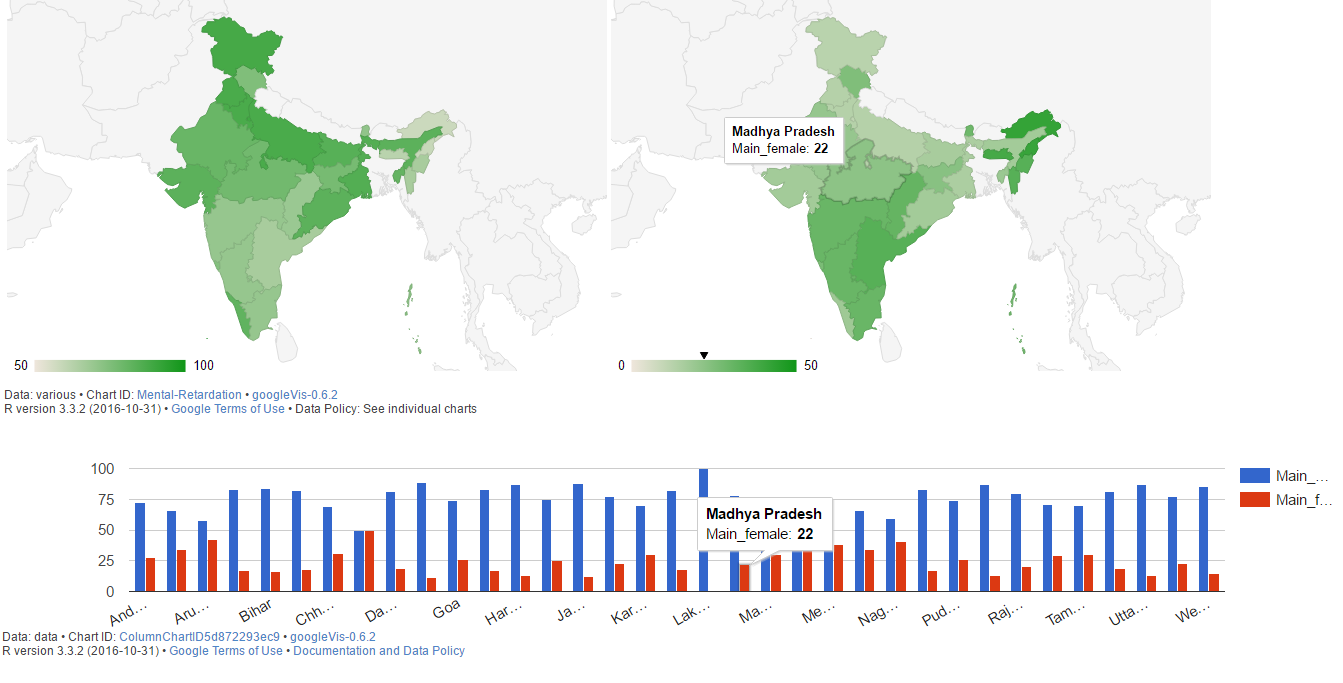 Madhya Pradesh
Main_female: 22
50 100
0 50
Data: various • Chart ID: Mental-Retardation • googleVis-0.6.2
R version 3.3.2 (2016-10-31) • Google Terms of Use • Data Policy: See individual charts
100
75
50
25
0
Madhya Pradesh
Main_female: 22
Main_...
Main_f...
And... Aru... Bihar Chh... Da... Goa Har... Ja... Kar... Lak... Ma... Me... Nag... Pud... Raj... Tam... Utta... We...
Data: data • Chart ID: ColumnChartID5d872293ec9 • googleVis-0.6.2
R version 3.3.2 (2016-10-31) • Google Terms of Use • Documentation and Data Policy